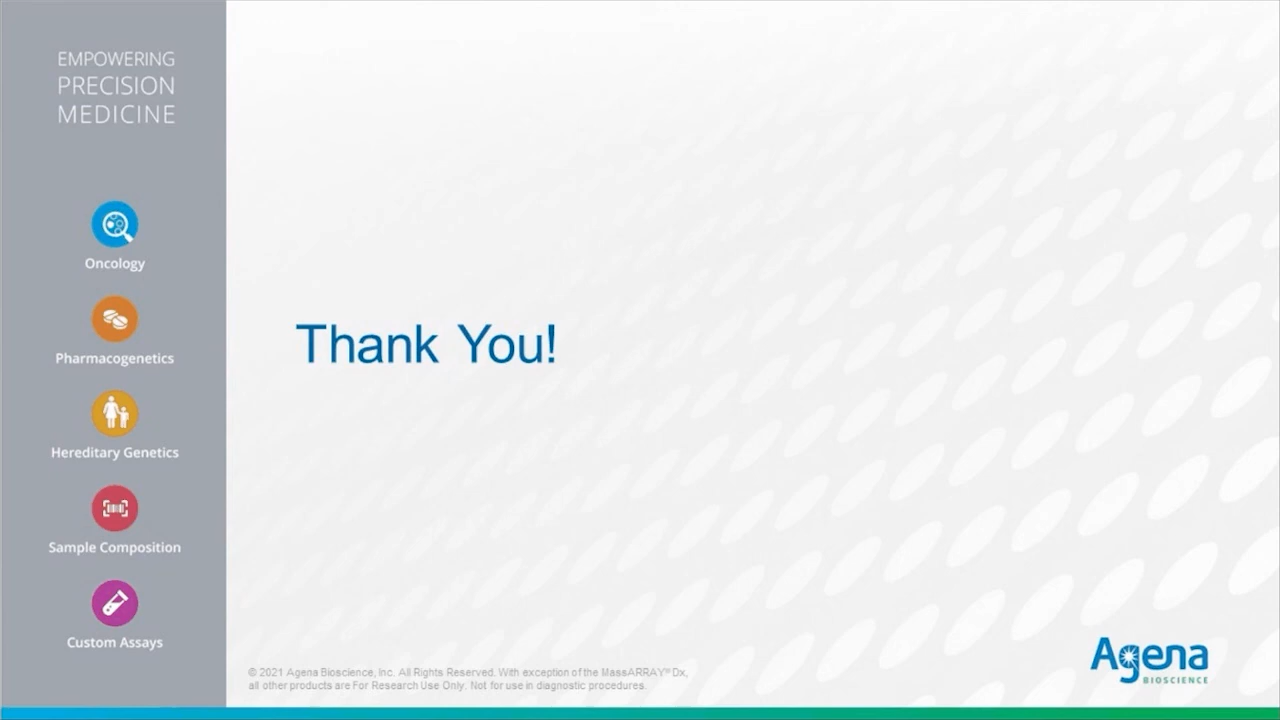 EMPOWERING
PRECISION
MEDICINE
Oncology
Pharmacogenetics
Hereditary Genetics
Sample Composition
Custom Assays
Thank You!
© 2021 Agena Bioscience, Inc. All Rights Reserved. With exception of the MassARRAY® Dx,
all other products are For Research Use Only. Not for use in diagnostic procedures.
Agena
BIOSCIENCE